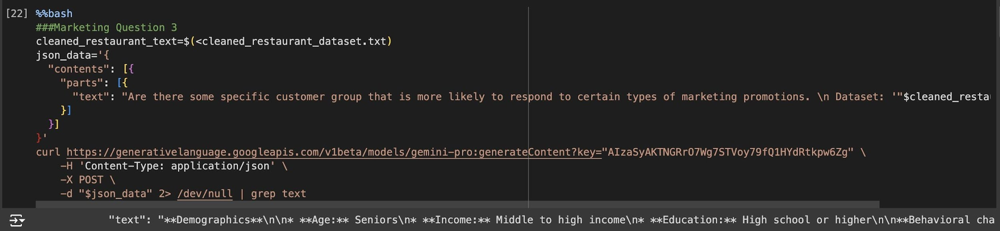 [22] %%bash
###Marketing Question 3
cleaned_restaurant_text=$(<cleaned_restaurant_dataset.txt)
json_data='{
"contents": [{
"parts": [{
"text": "Are there some specific customer group that is more likely to respond to certain types of marketing promotions. \n Dataset: '"$cleaned_resta
}]
}]
}'
curl https://generativelanguage.googleapis.com/v1beta/models/gemini-pro:generateContent?key="AIzaSyAKTNGRrO7Wg7STVoy79fQ1HYdRtkpw6Zg" \
-H 'Content-Type: application/json' \
-X POST \
-d "$json_data" 2> /dev/null | grep text
"text": "**Demographics**\n\n* **Age:** Seniors\n* **Income:** Middle to high income\n* **Education:** High school or higher\n\n**Behavioral cha